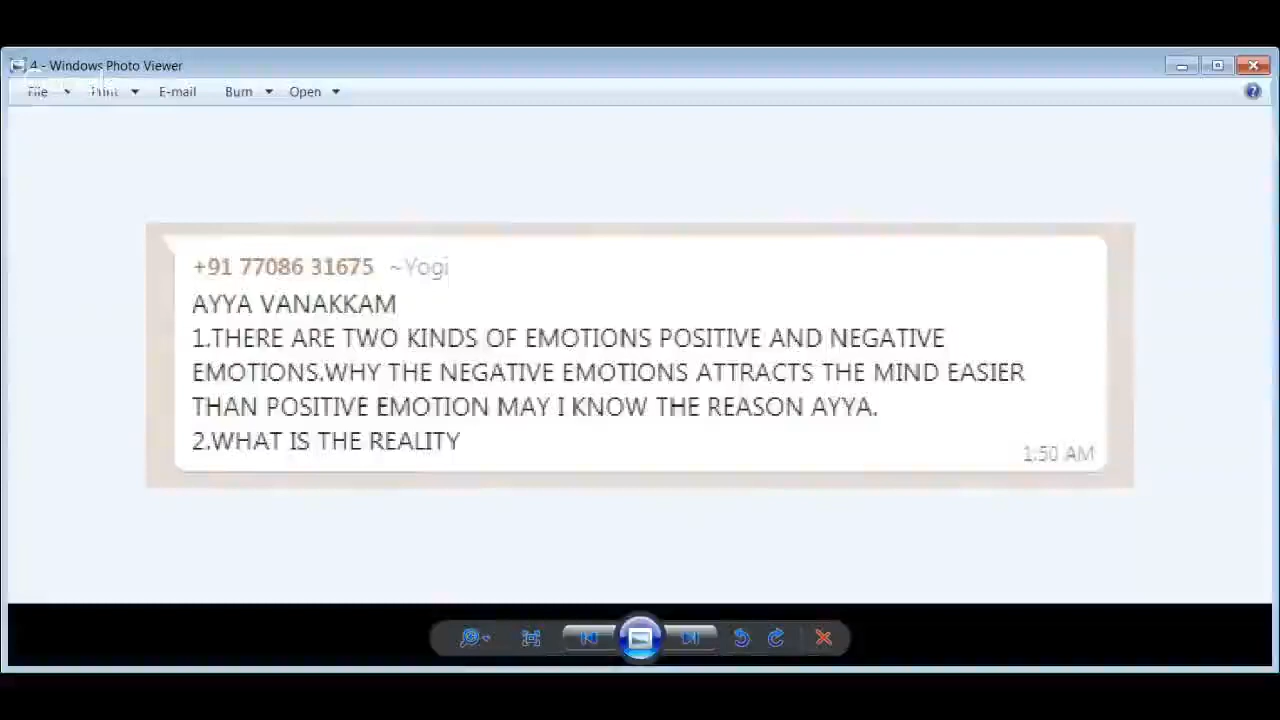 4 - Windows Photo Viewer
File Print E-mail Burn Open
+91 77086 31675 ~Yogi
AYYA VANAKKAM
1.THERE ARE TWO KINDS OF EMOTIONS POSITIVE AND NEGATIVE
EMOTIONS.WHY THE NEGATIVE EMOTIONS ATTRACTS THE MIND EASIER
THAN POSITIVE EMOTION MAY I KNOW THE REASON AYYA.
2.WHAT IS THE REALITY
1:50 AM